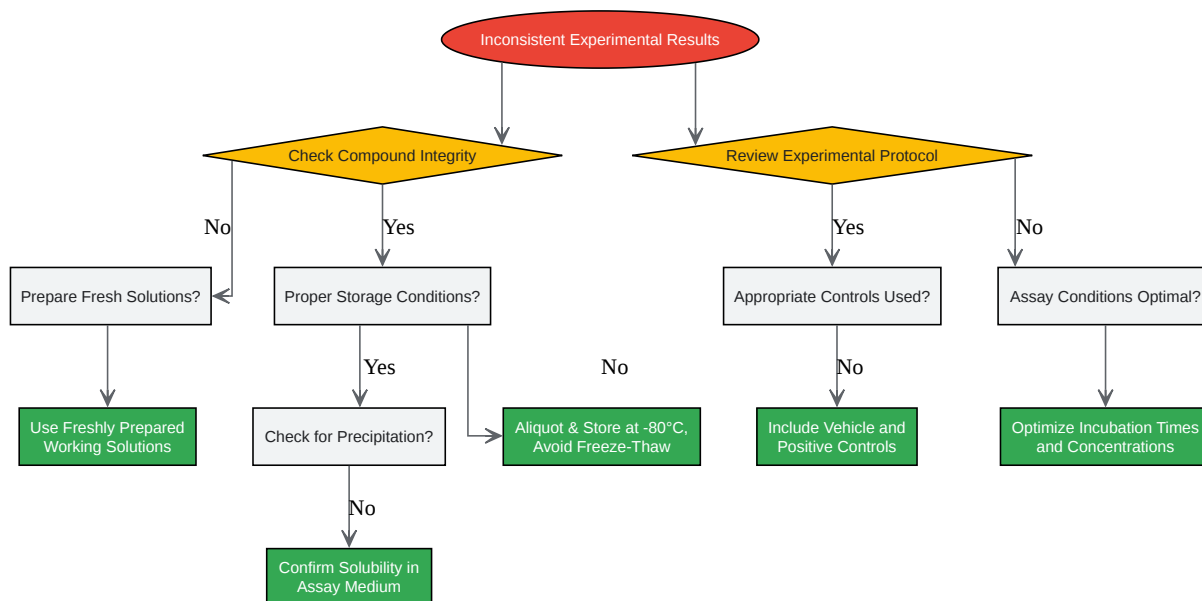 Inconsistent Experimental Results
Check Compound Integrity
Review Experimental Protocol
No
Yes
Yes
No
Prepare Fresh Solutions?
Proper Storage Conditions?
Appropriate Controls Used?
Assay Conditions Optimal?
Yes
No
No
Use Freshly Prepared
Working Solutions
Check for Precipitation?
Aliquot & Store at -80°C,
Avoid Freeze-Thaw
Include Vehicle and
Positive Controls
Optimize Incubation Times
and Concentrations
No
Confirm Solubility in
Assay Medium